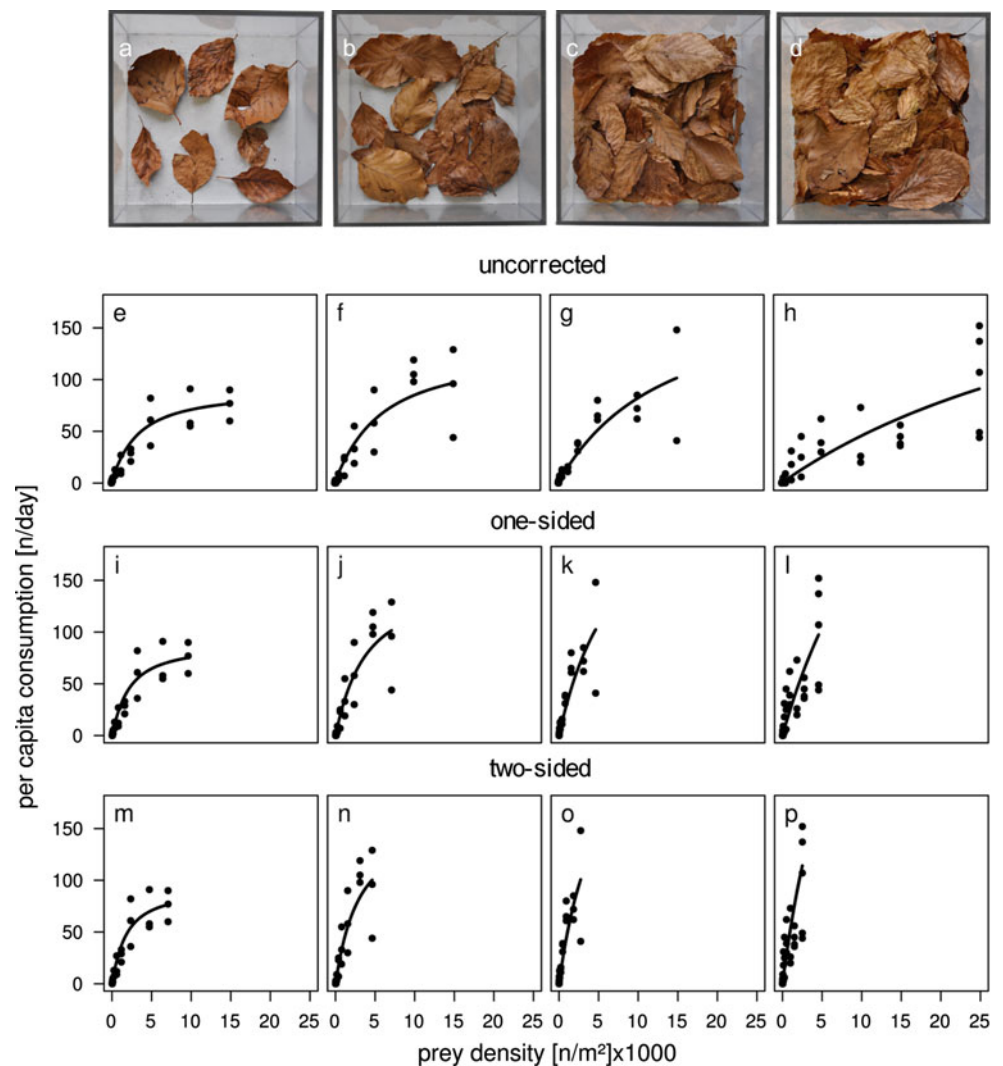 a b c d
uncorrected
e f g h
150
100
50
0
0 5 10 15 20 25 0 5 10 15 20 25 0 5 10 15 20 25 0 5 10 15 20 25
one-sided
i j k l
150
100
50
0
two-sided
m n o p
150
100
50
0
per capita consumption [n/day]
prey density [n/m²]x1000